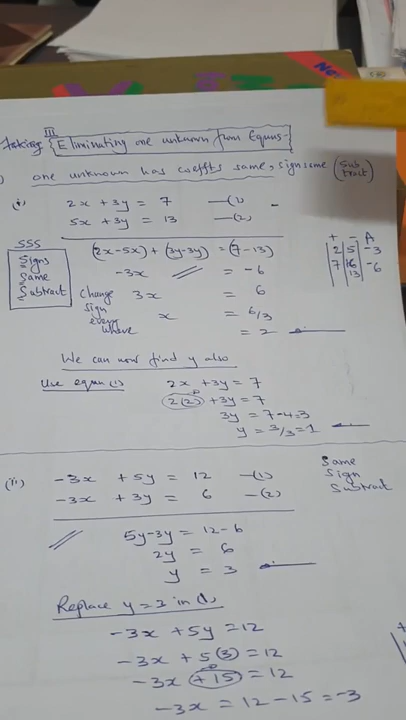 III
Taking {Eliminating one unknown from Equns-}
one unknown has coeffts same, sign same (Subtract)
(i) 2x + 3y = 7 —(1)
5x + 3y = 13 —(2)
(2x-5x) + (3y-3y) = (7-13)
-3x = -6
Change sign every where
3x = 6
x = 6/3
= 2
SSS
Signs
Same
Subtract
+ - A
2 5 -3
7 13 -6
We can now find y also
Use equn (1) 2x + 3y = 7
2(2) + 3y = 7
3y = 7-4=3
y = 3/3=1
(ii) -3x + 5y = 12 —(1)
-3x + 3y = 6 —(2)
Same
Sign
Subtract
5y-3y = 12-6
2y = 6
y = 3
Replace y = 3 in (1)
-3x + 5y = 12
-3x + 5(3) = 12
-3x + 15 = 12
-3x = 12 - 15 = -3